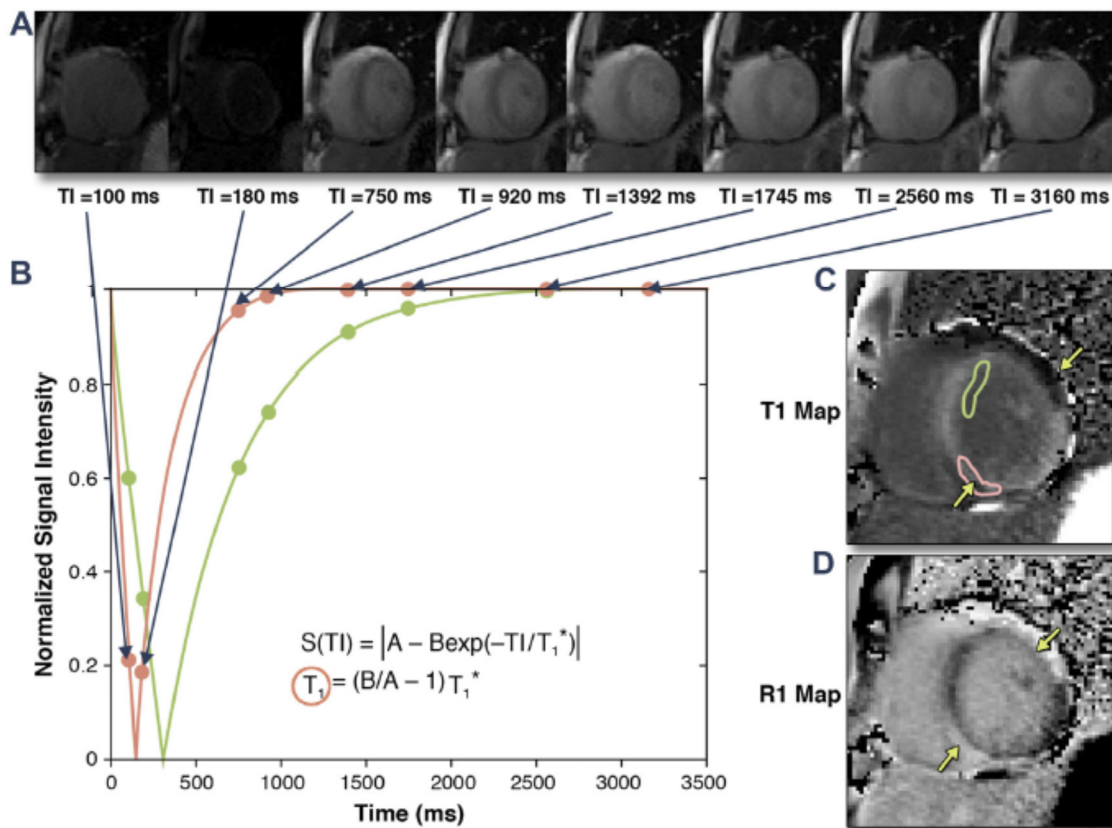 A
TI =100 ms TI =180 ms TI =750 ms TI = 920 ms TI =1392 ms TI =1745 ms TI = 2560 ms TI = 3160 ms
B
C
1
0.8
0.6
0.4
0.2
0
Normalized Signal Intensity
S(TI) = |A − Bexp(−TI/T₁*)|
T₁ = (B/A − 1) T₁*
0 500 1000 1500 2000 2500 3000 3500
Time (ms)
T1 Map
D
R1 Map